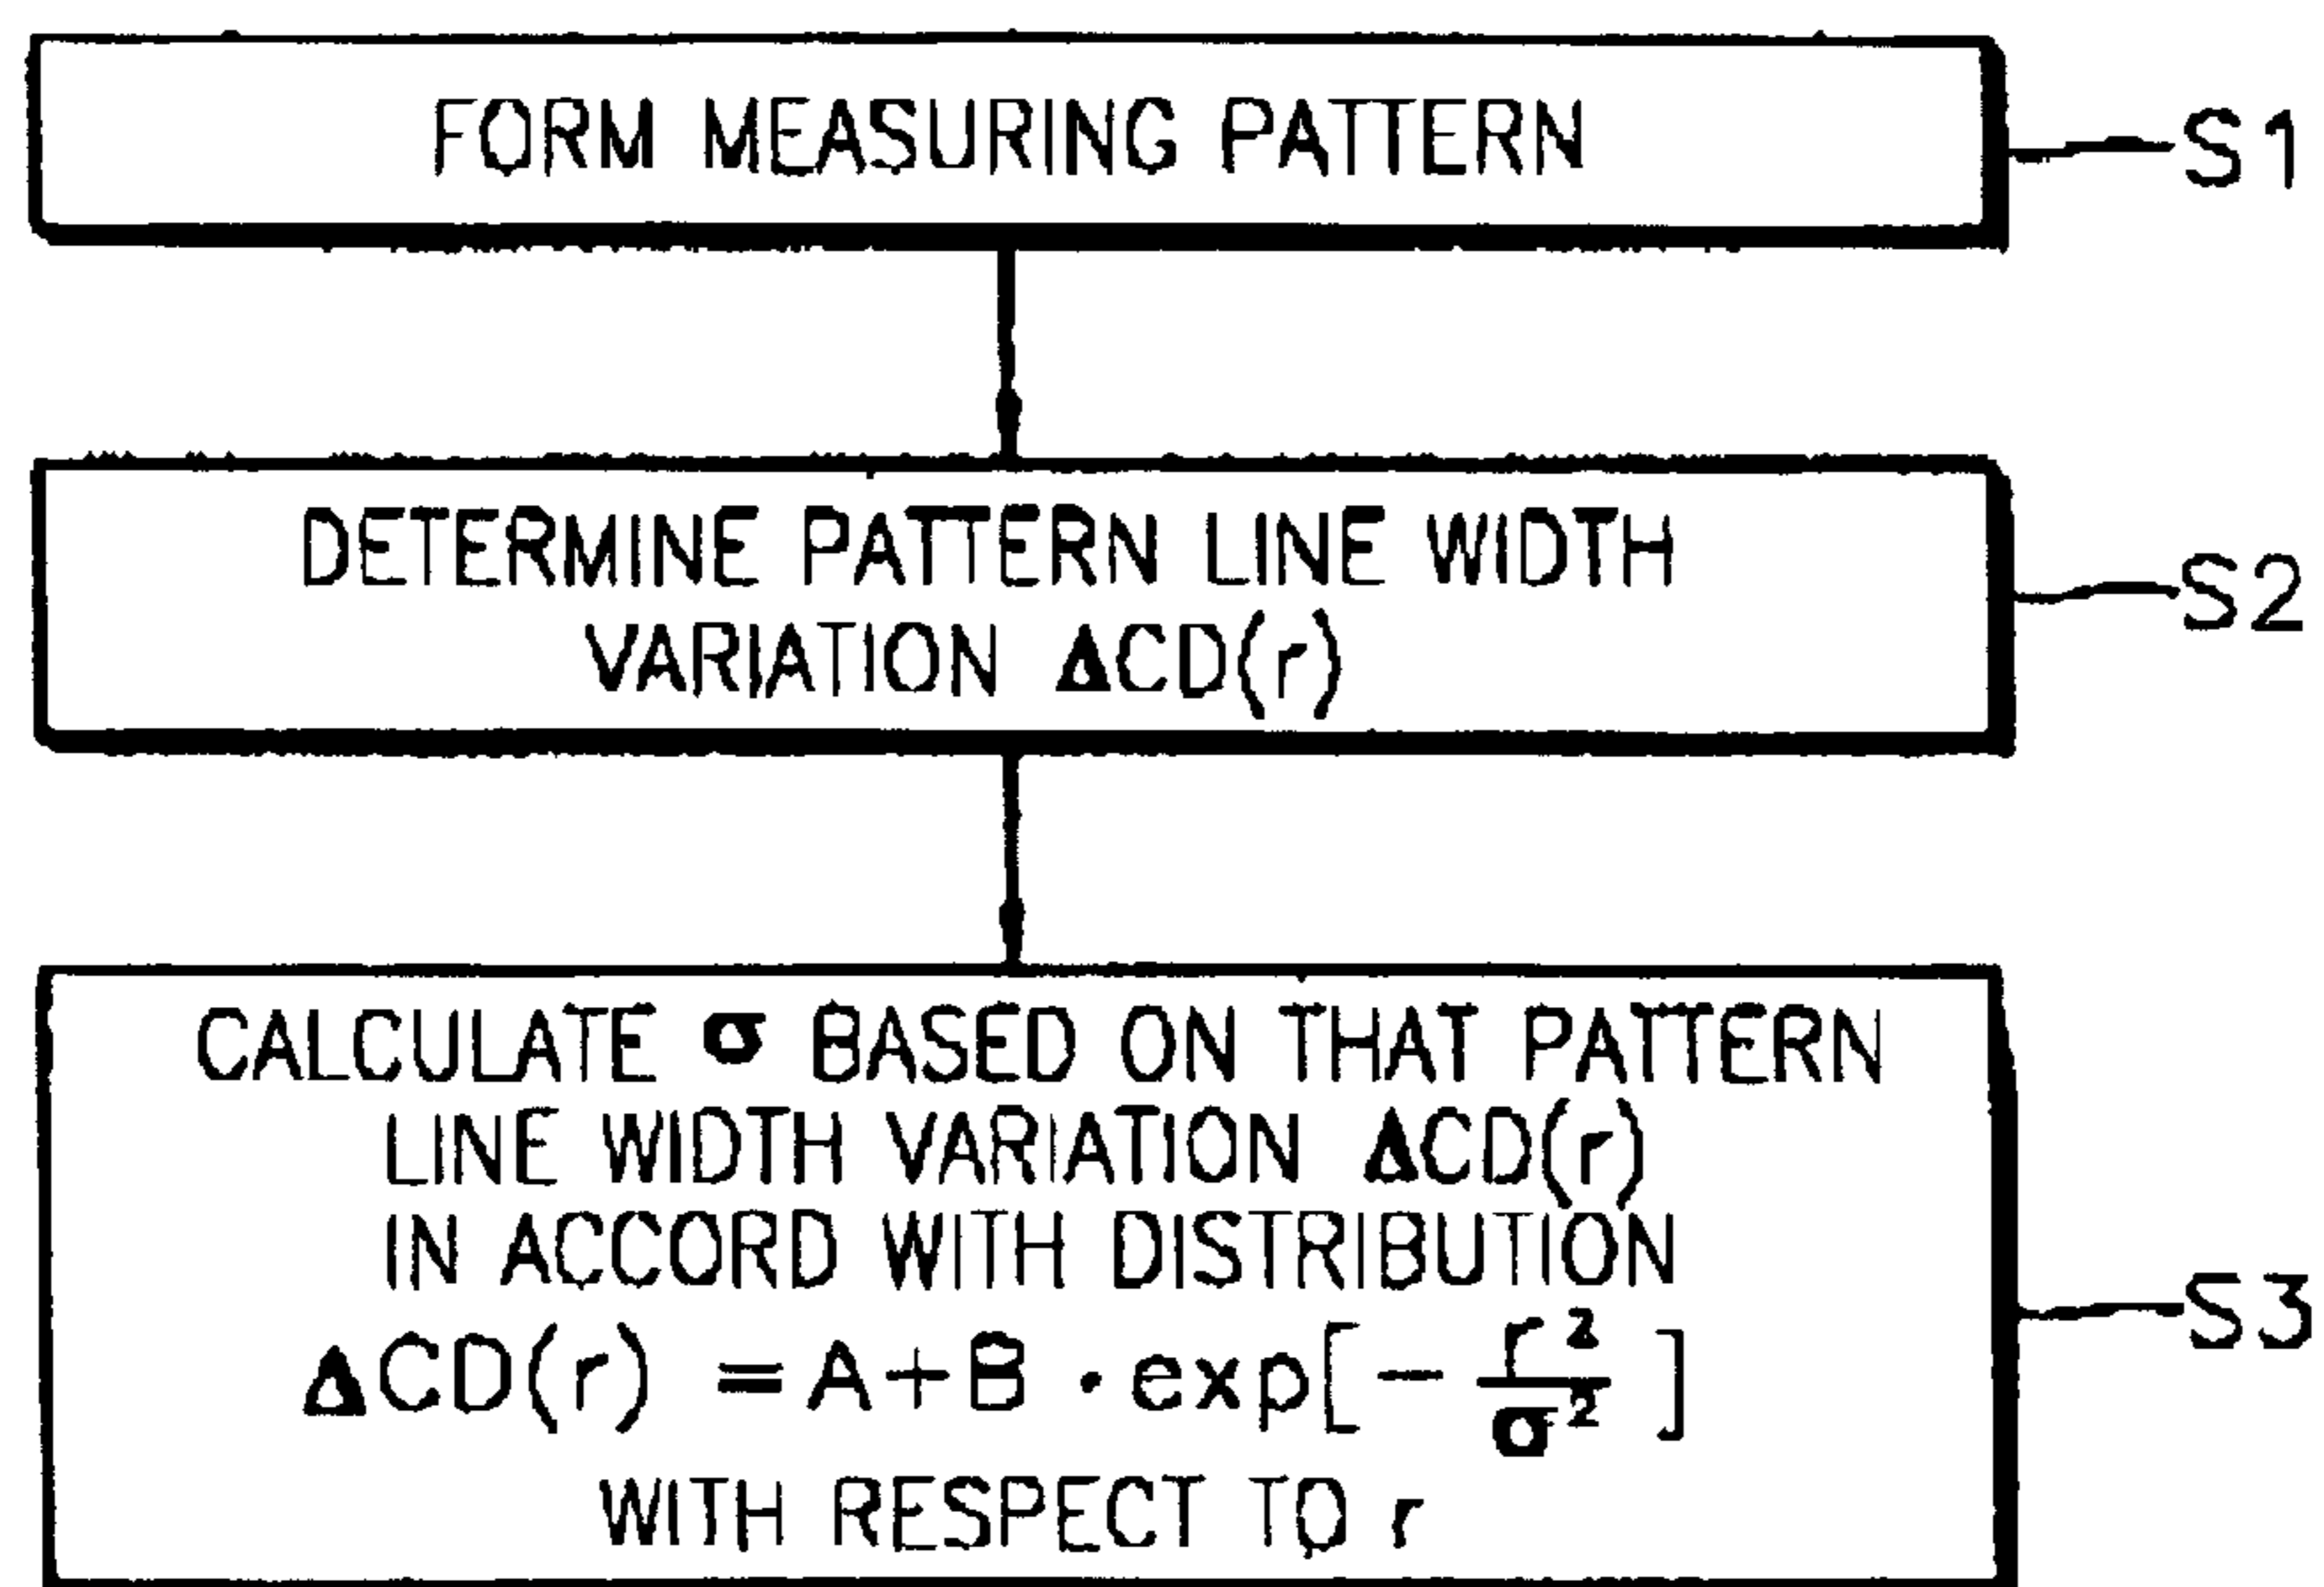 FORM MEASURING PATTERN
S1
DETERMINE PATTERN LINE WIDTH
VARIATION ΔCD(r)
S2
CALCULATE σ BASED ON THAT PATTERN
LINE WIDTH VARIATION ΔCD(r)
IN ACCORD WITH DISTRIBUTION
ΔCD(r) = A+B · exp[-r²/σ²]
WITH RESPECT TO r
S3